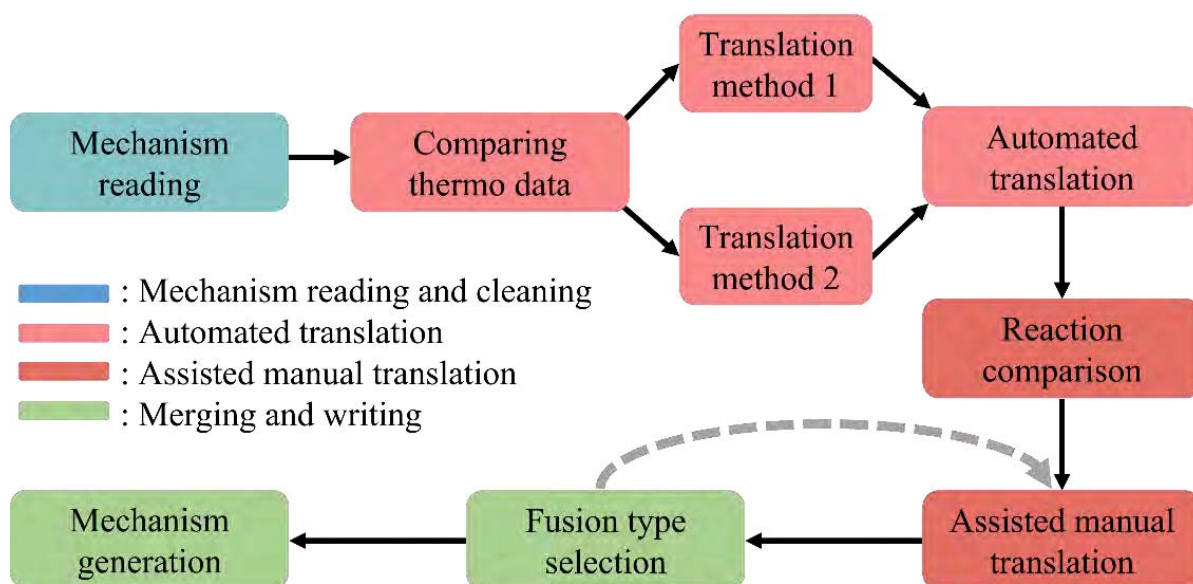 Mechanism
reading
Comparing
thermo data
Translation
method 1
Translation
method 2
Automated
translation
: Mechanism reading and cleaning
: Automated translation
: Assisted manual translation
: Merging and writing
Reaction
comparison
Assisted manual
translation
Fusion type
selection
Mechanism
generation